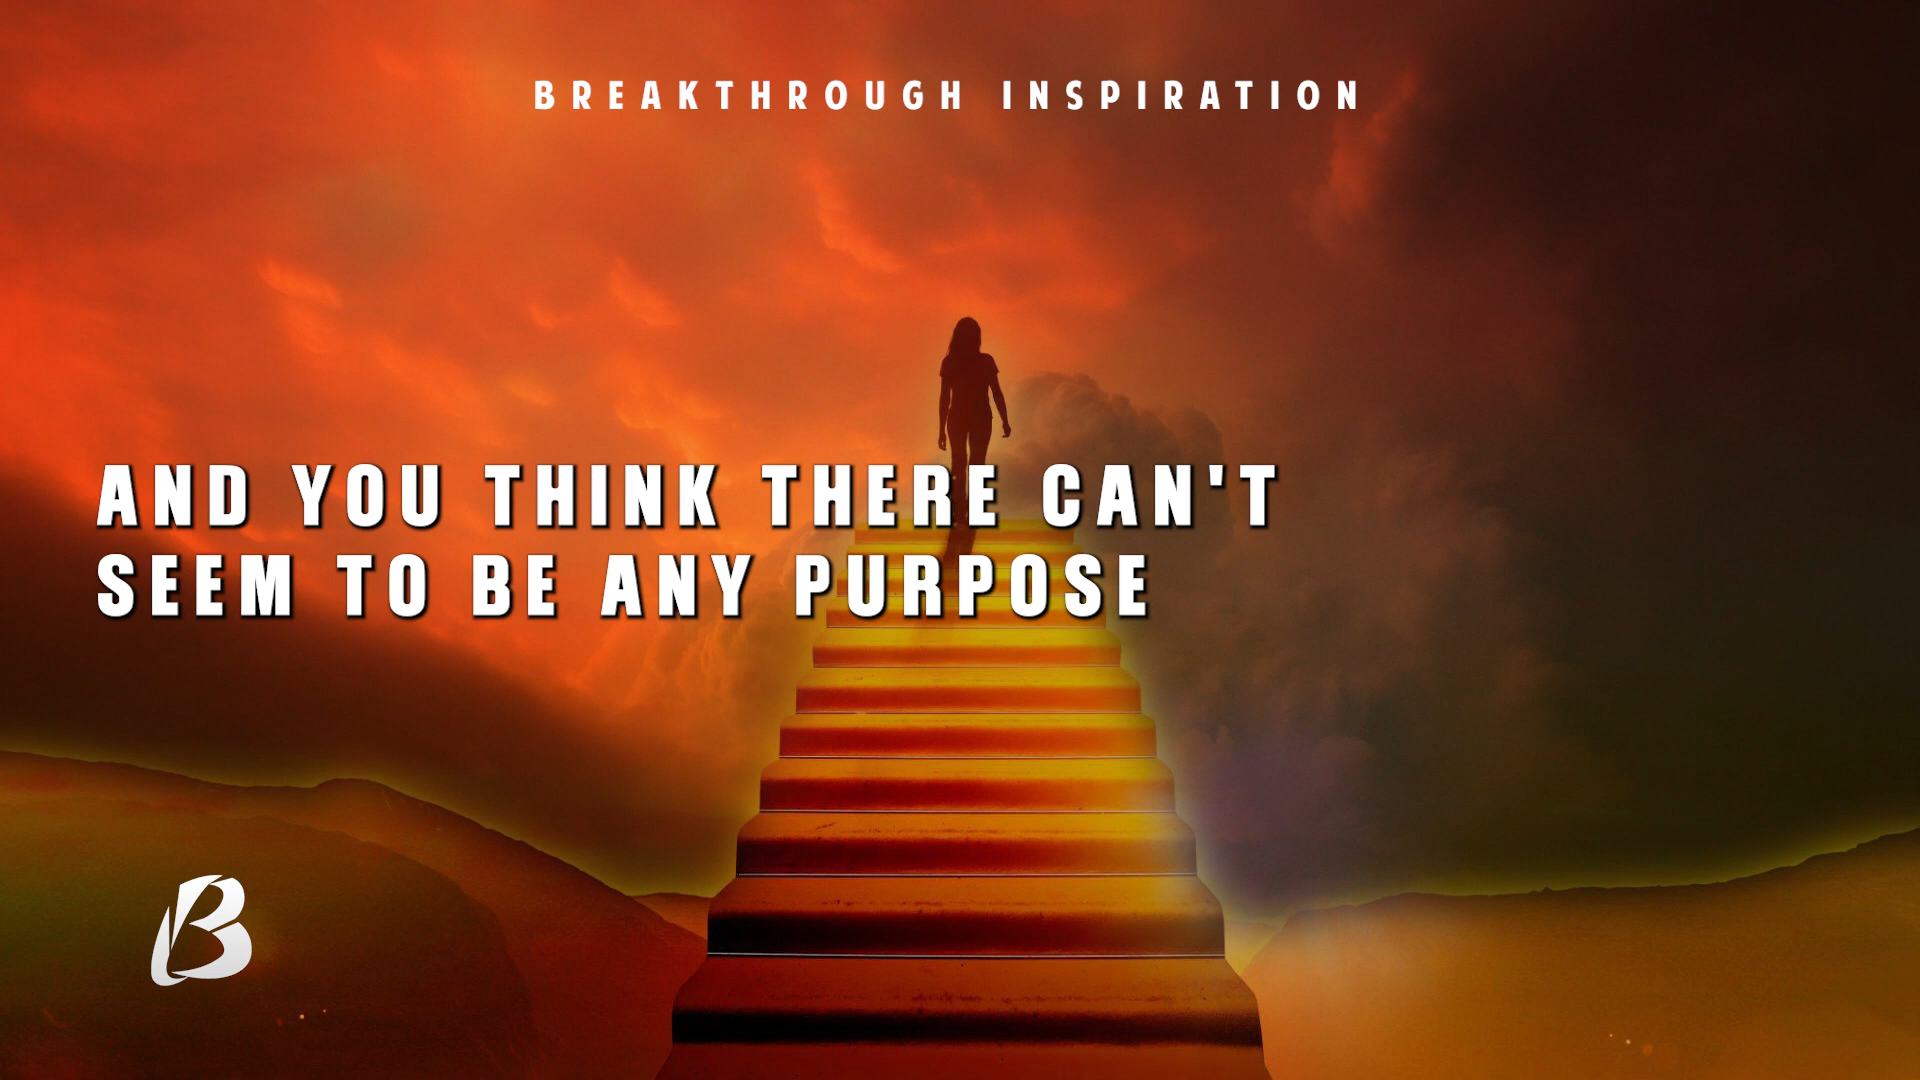 BREAKTHROUGH INSPIRATION
AND YOU THINK THERE CAN'T
SEEM TO BE ANY PURPOSE
B